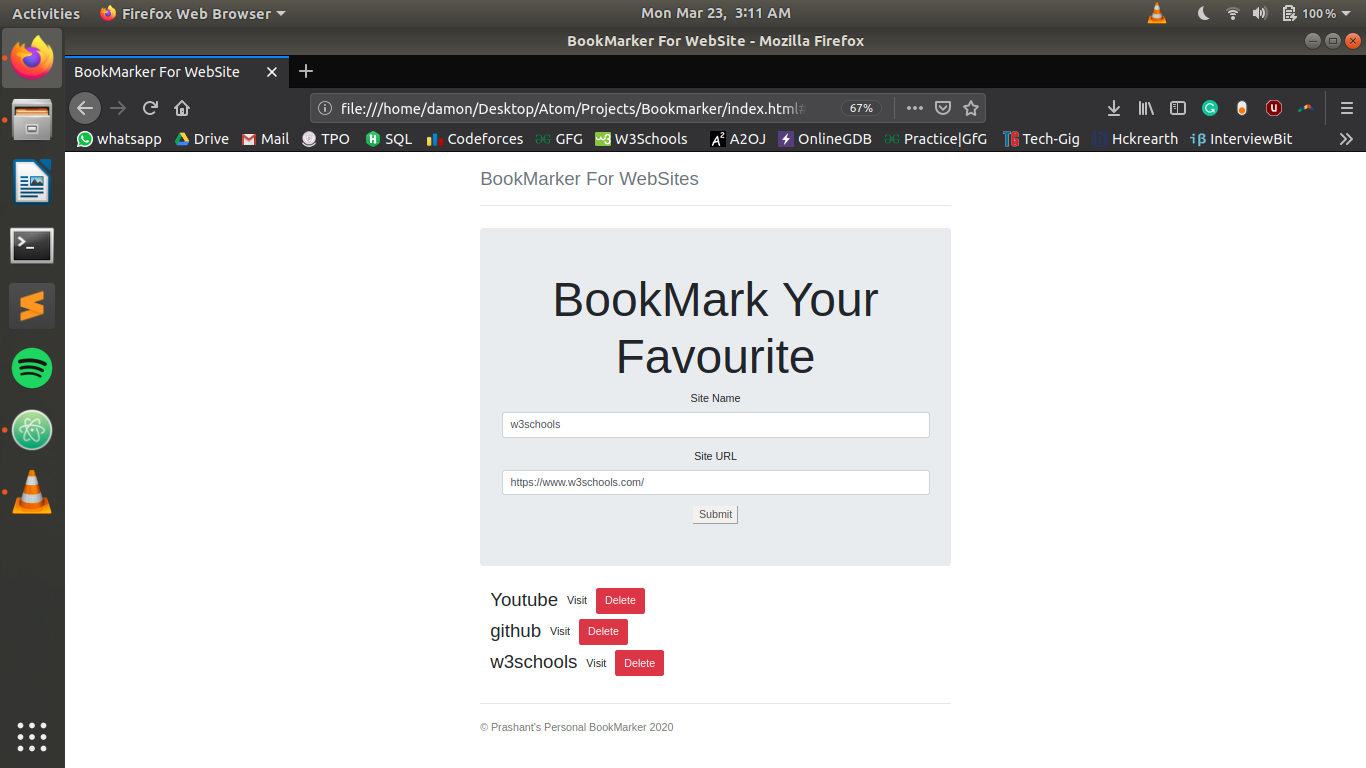 Activities Firefox Web Browser Mon Mar 23, 3:11 AM 100%
BookMarker For WebSite - Mozilla Firefox
BookMarker For WebSite
file:///home/damon/Desktop/Atom/Projects/Bookmarker/index.html# 67%
whatsapp Drive Mail TPO SQL Codeforces GFG W3Schools A2OJ OnlineGDB Practice|GfG Tech-Gig Hckrearth InterviewBit
BookMarker For WebSites
BookMark Your
Favourite
Site Name
w3schools
Site URL
https://www.w3schools.com/
Submit
Youtube Visit Delete
github Visit Delete
w3schools Visit Delete
© Prashant's Personal BookMarker 2020